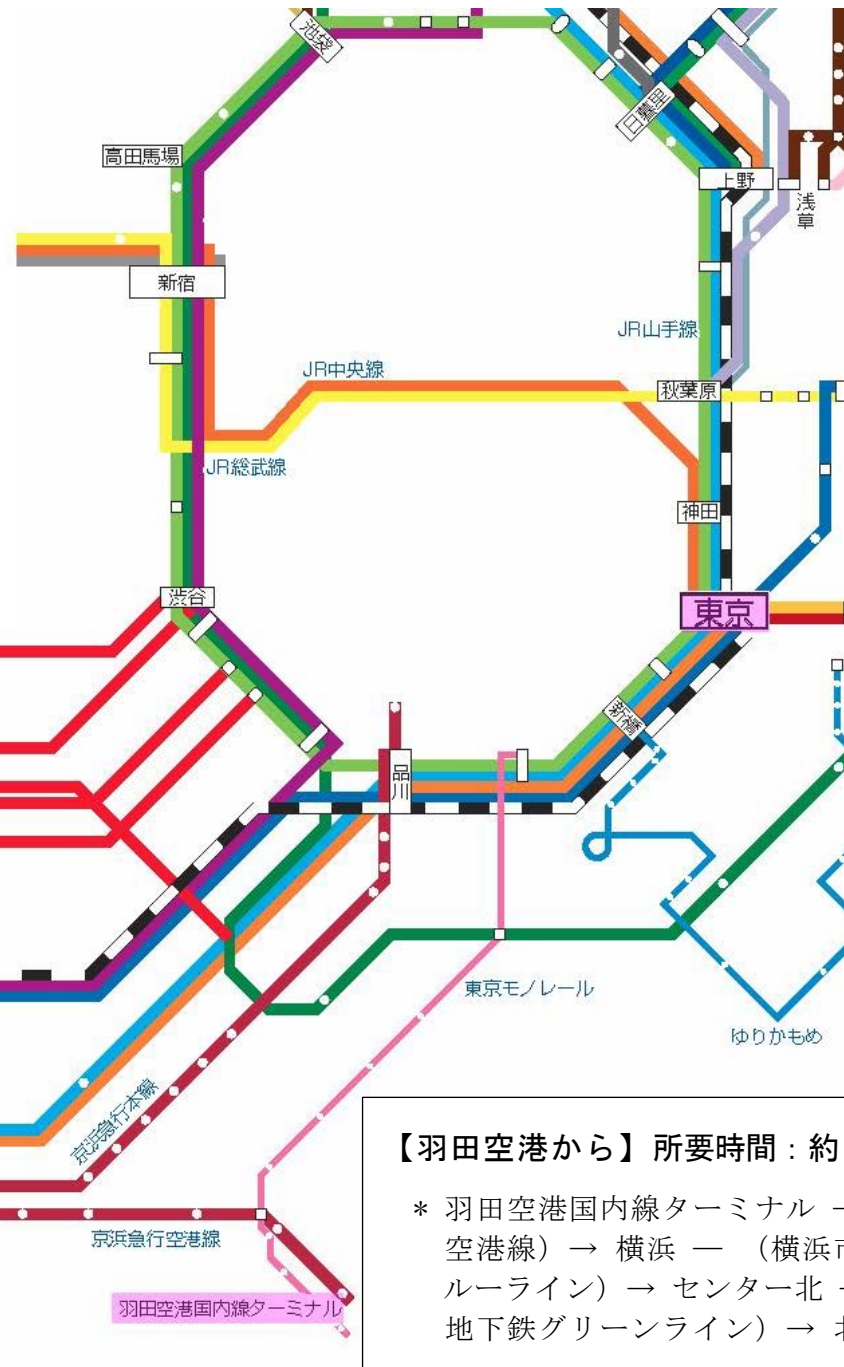 池袋
日暮里
高田馬場
上野
浅草
新宿
JR山手線
JR中央線
秋葉原
JR総武線
神田
渋谷
東京
新橋
品川
東京モノレール
ゆりかもめ
京浜急行本線
京浜急行空港線
羽田空港国内線ターミナル
【羽田空港から】所要時間：約
* 羽田空港国内線ターミナル —
空港線）→ 横浜 — （横浜市
ルーライン）→ センター北 —
地下鉄グリーンライン）→ 北